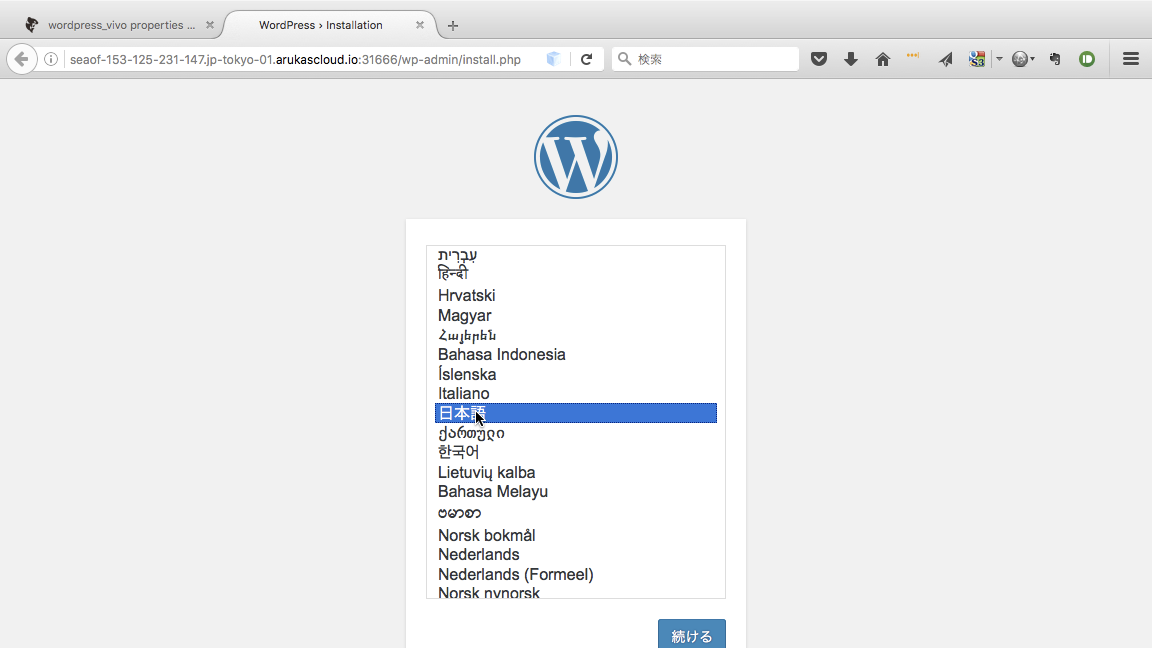 wordpress_vivo properties ...
WordPress › Installation
seaof-153-125-231-147.jp-tokyo-01.arukascloud.io:31666/wp-admin/install.php
検索
S3
עִבְרִית
हिन्दी
Hrvatski
Magyar
Հայերեն
Bahasa Indonesia
Íslenska
Italiano
日本語
ქართული
한국어
Lietuvių kalba
Bahasa Melayu
ဗမာစာ
Norsk bokmål
Nederlands
Nederlands (Formeel)
Norsk nynorsk
続ける